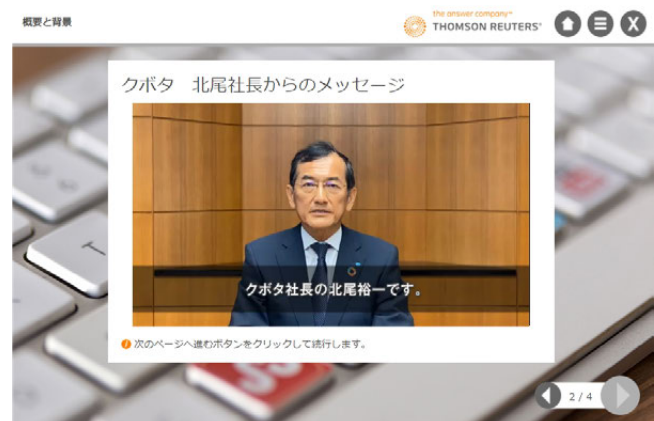 概要と背景
the answer company™
THOMSON REUTERS®
クボタ 北尾社長からのメッセージ
クボタ社長の北尾裕一です。
次のページへ進むボタンをクリックして続行します。
2 / 4